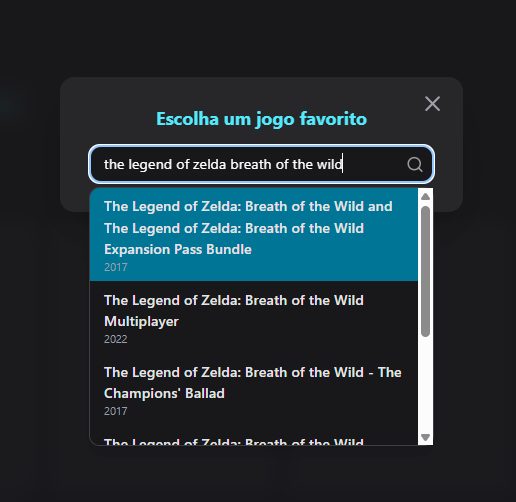 Escolha um jogo favorito
the legend of zelda breath of the wild
The Legend of Zelda: Breath of the Wild and
The Legend of Zelda: Breath of the Wild
Expansion Pass Bundle
2017
The Legend of Zelda: Breath of the Wild
Multiplayer
2022
The Legend of Zelda: Breath of the Wild - The
Champions' Ballad
2017
The Legend of Zelda: Breath of the Wild